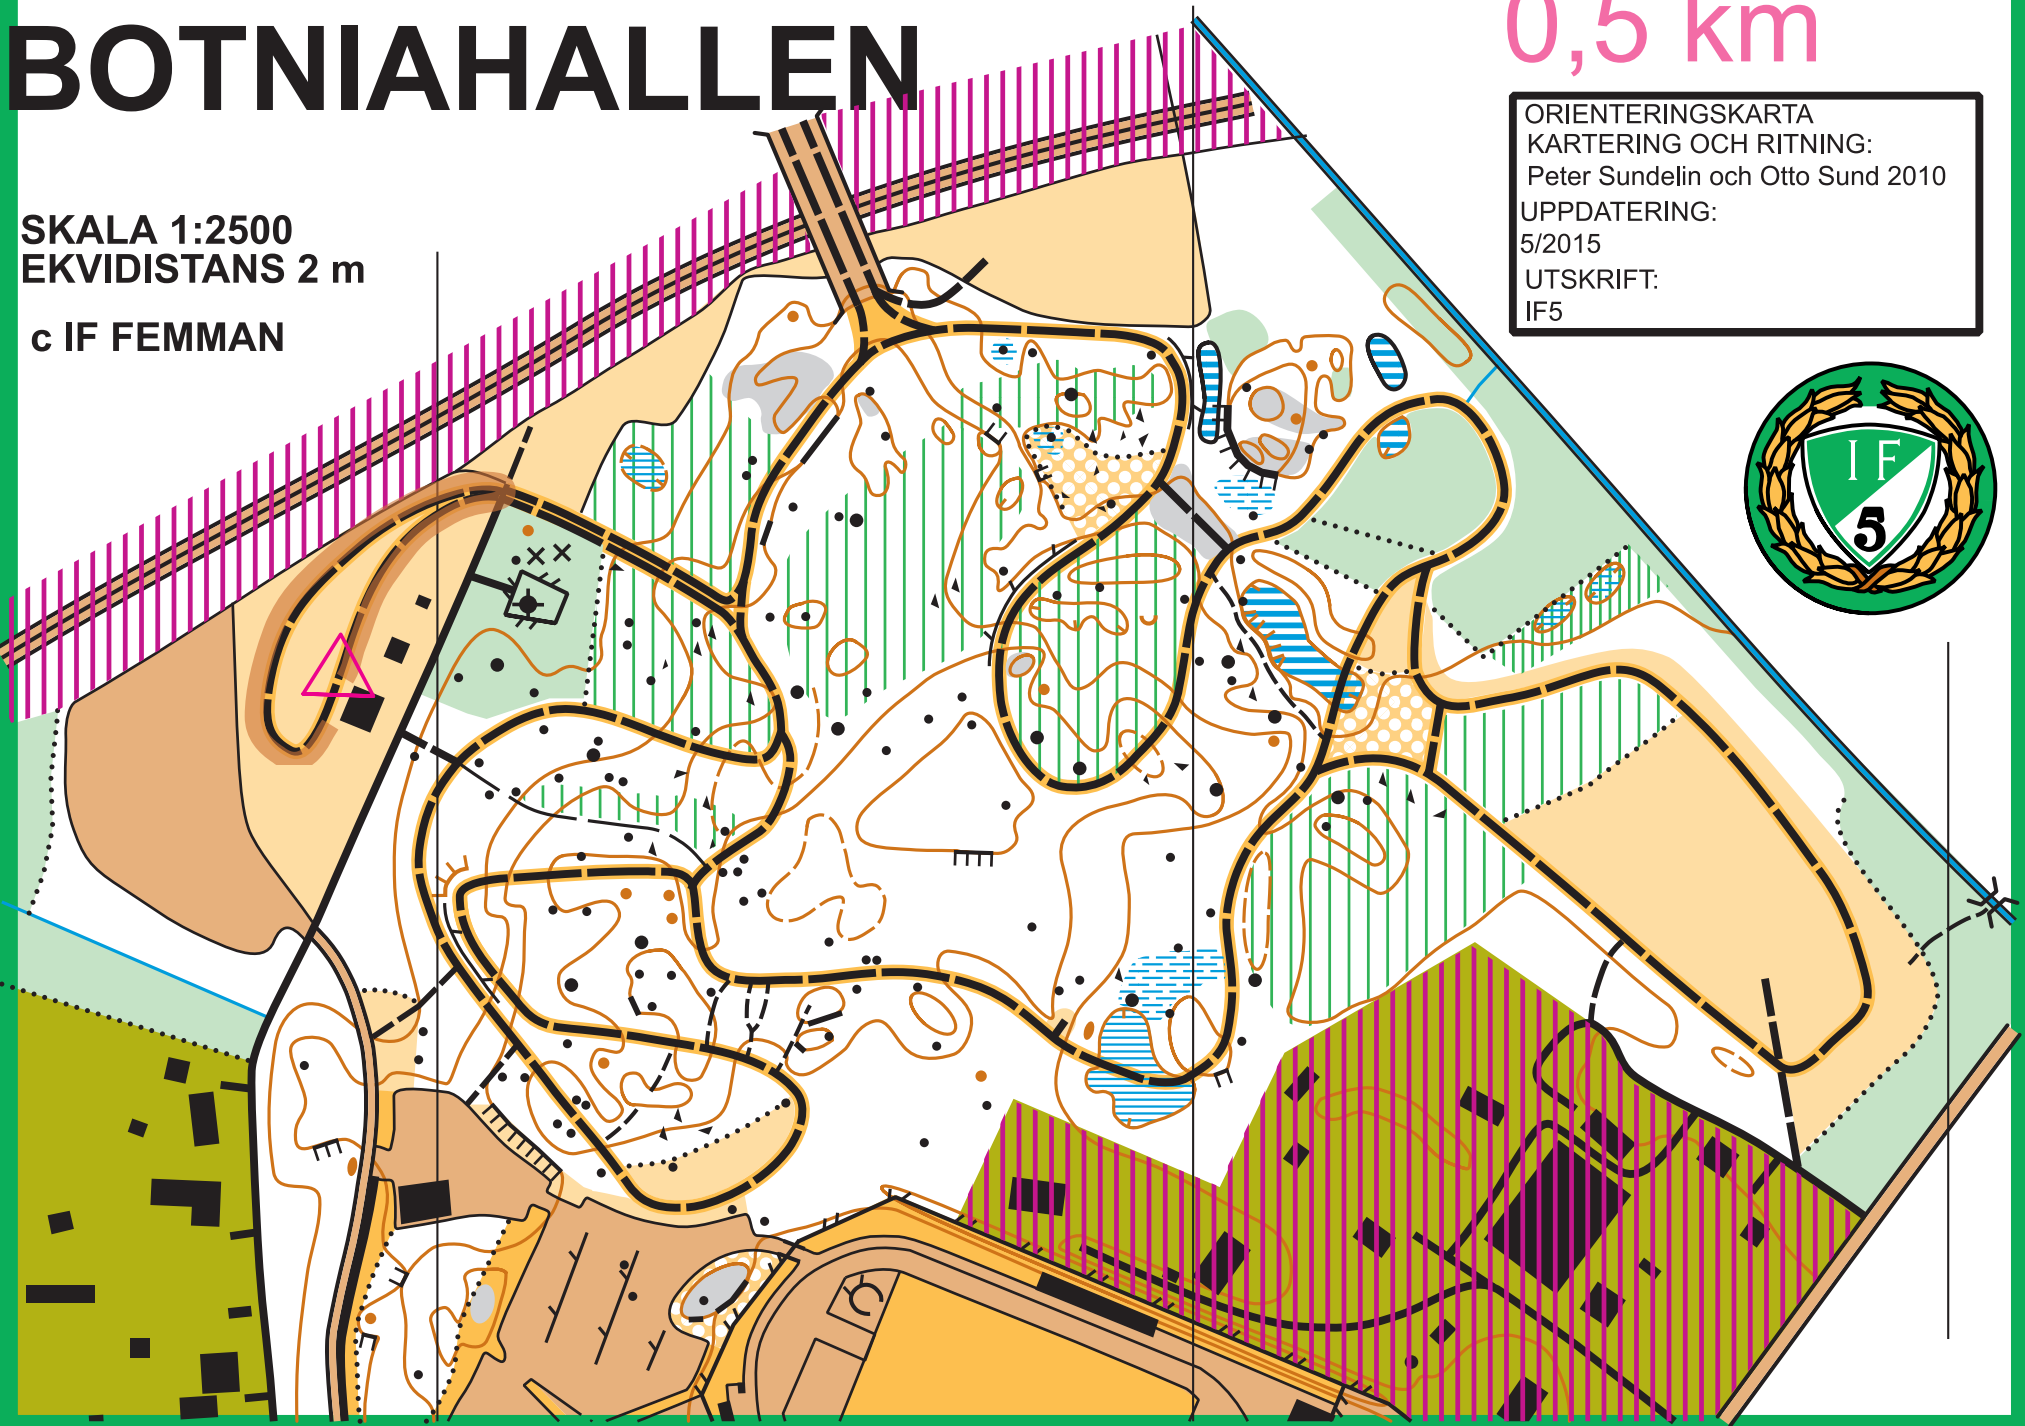 BOTNIAHALLEN
0,5 km
SKALA 1:2500
EKVIDISTANS 2 m
c IF FEMMAN
ORIENTERINGSKARTA
KARTERING OCH RITNING:
Peter Sundelin och Otto Sund 2010
UPPDATERING:
5/2015
UTSKRIFT:
IF5
I F
5